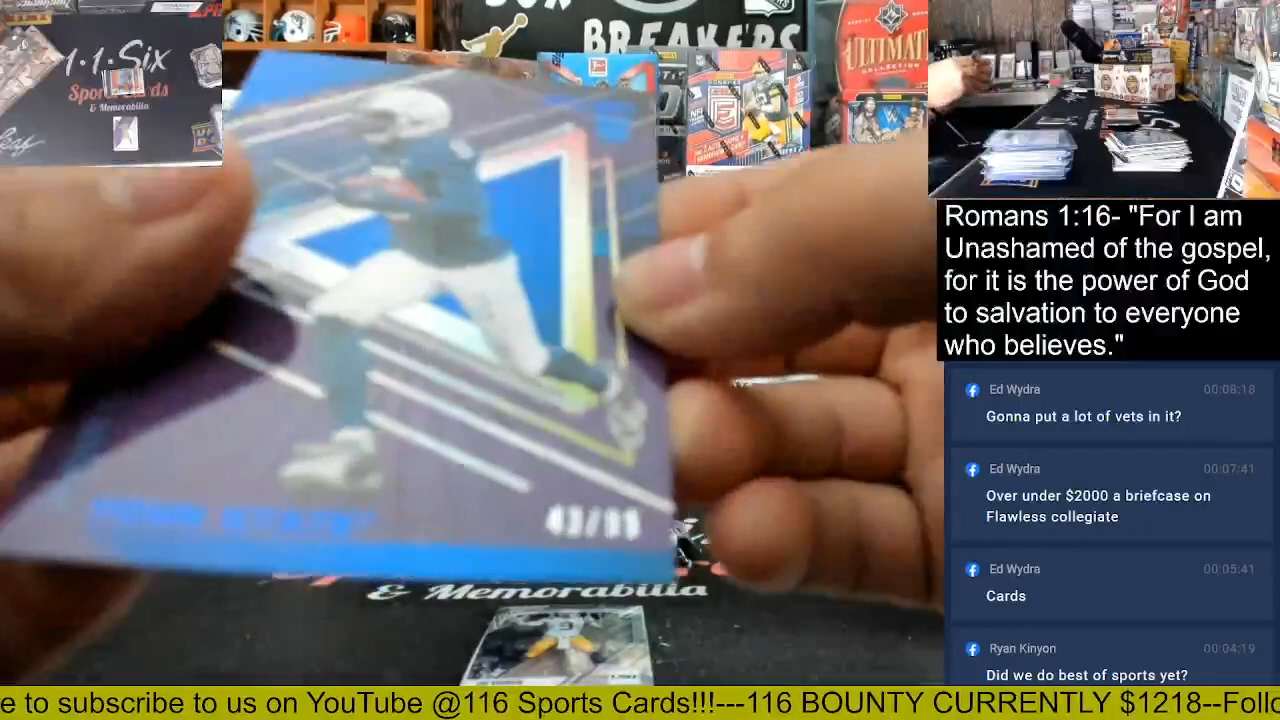 1·1·Six
Sports Cards
& Memorabilia
BOX
BREAKERS
ULTIMATE
COLLECTION
43/99
& Memorabilia
Romans 1:16- "For I am
Unashamed of the gospel,
for it is the power of God
to salvation to everyone
who believes."
Ed Wydra 00:08:18
Gonna put a lot of vets in it?
Ed Wydra 00:07:41
Over under $2000 a briefcase on
Flawless collegiate
Ed Wydra 00:05:41
Cards
Ryan Kinyon 00:04:19
Did we do best of sports yet?
e to subscribe to us on YouTube @116 Sports Cards!!!---116 BOUNTY CURRENTLY $1218--Follo